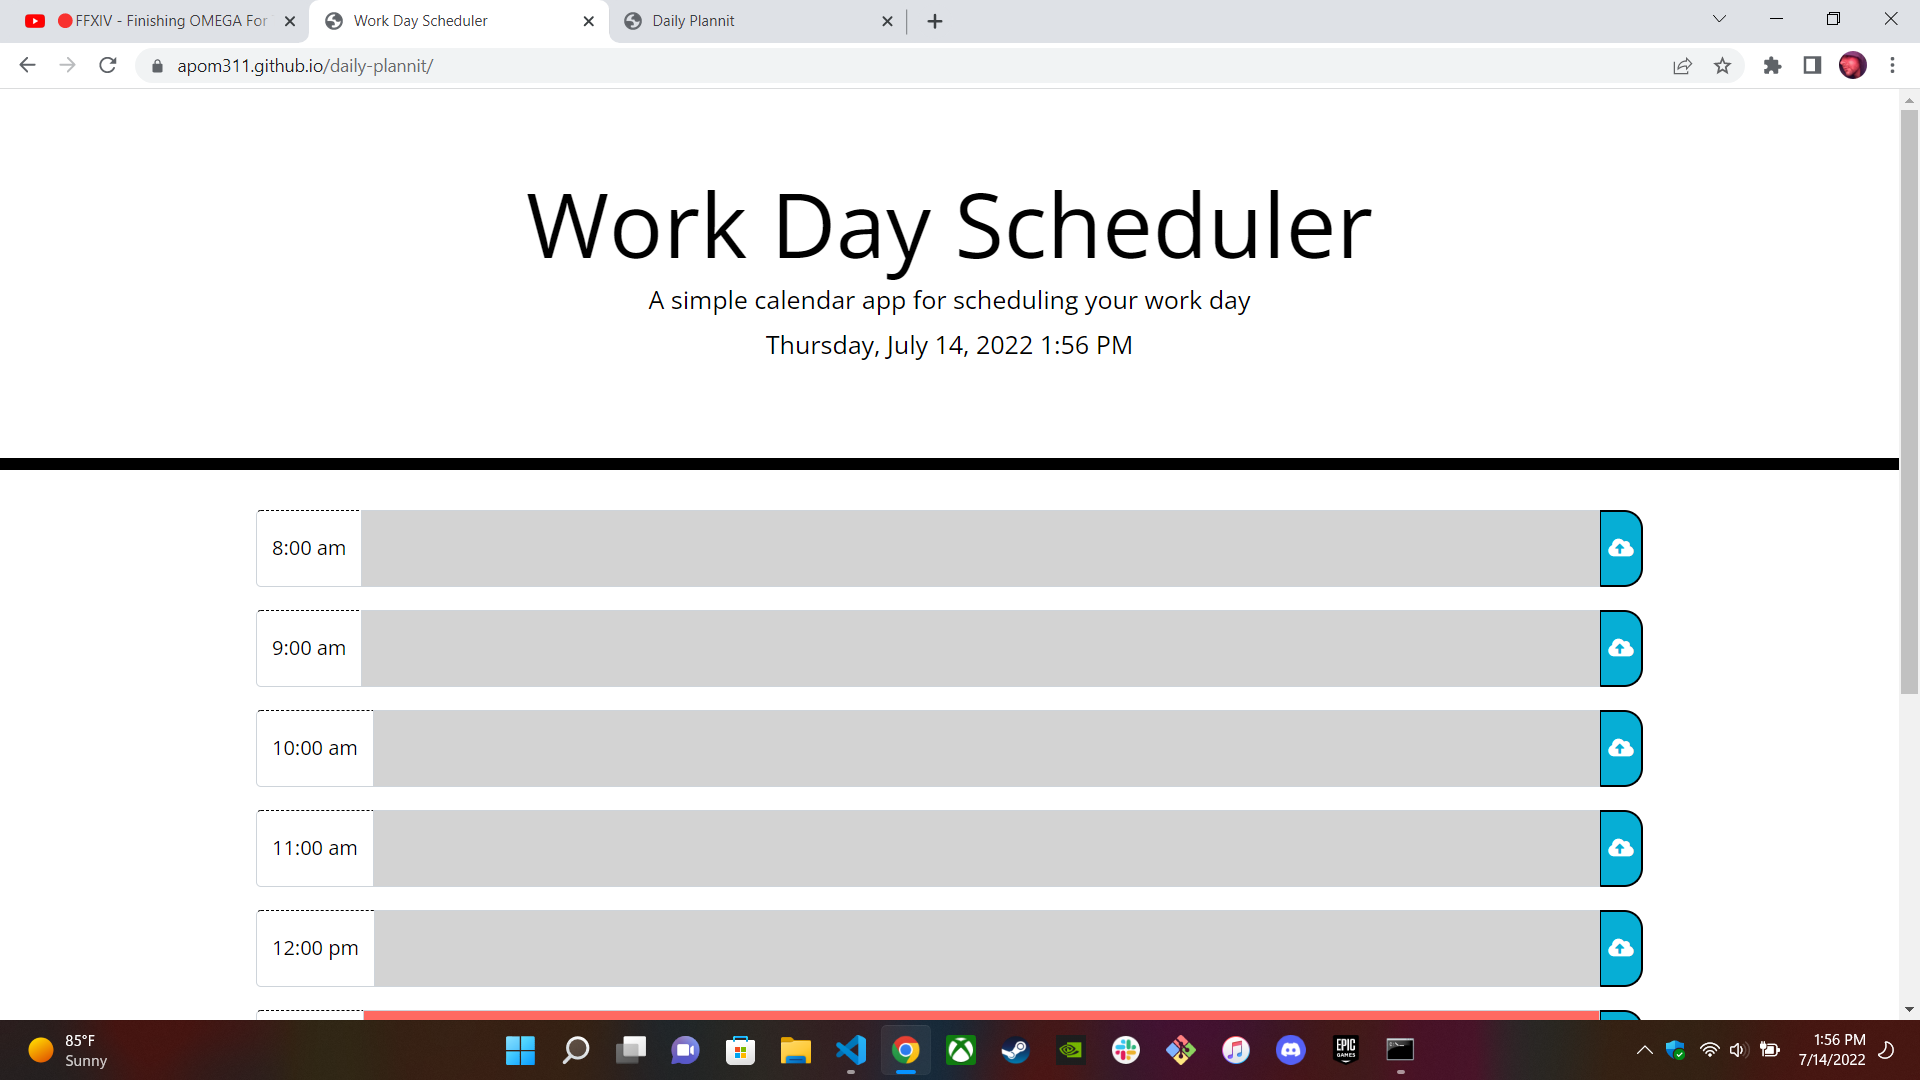 FFXIV - Finishing OMEGA For
Work Day Scheduler
Daily Plannit
apom311.github.io/daily-plannit/
Work Day Scheduler
A simple calendar app for scheduling your work day
Thursday, July 14, 2022 1:56 PM
8:00 am
9:00 am
10:00 am
11:00 am
12:00 pm
85°F
Sunny
EPIC
GAMES
1:56 PM
7/14/2022